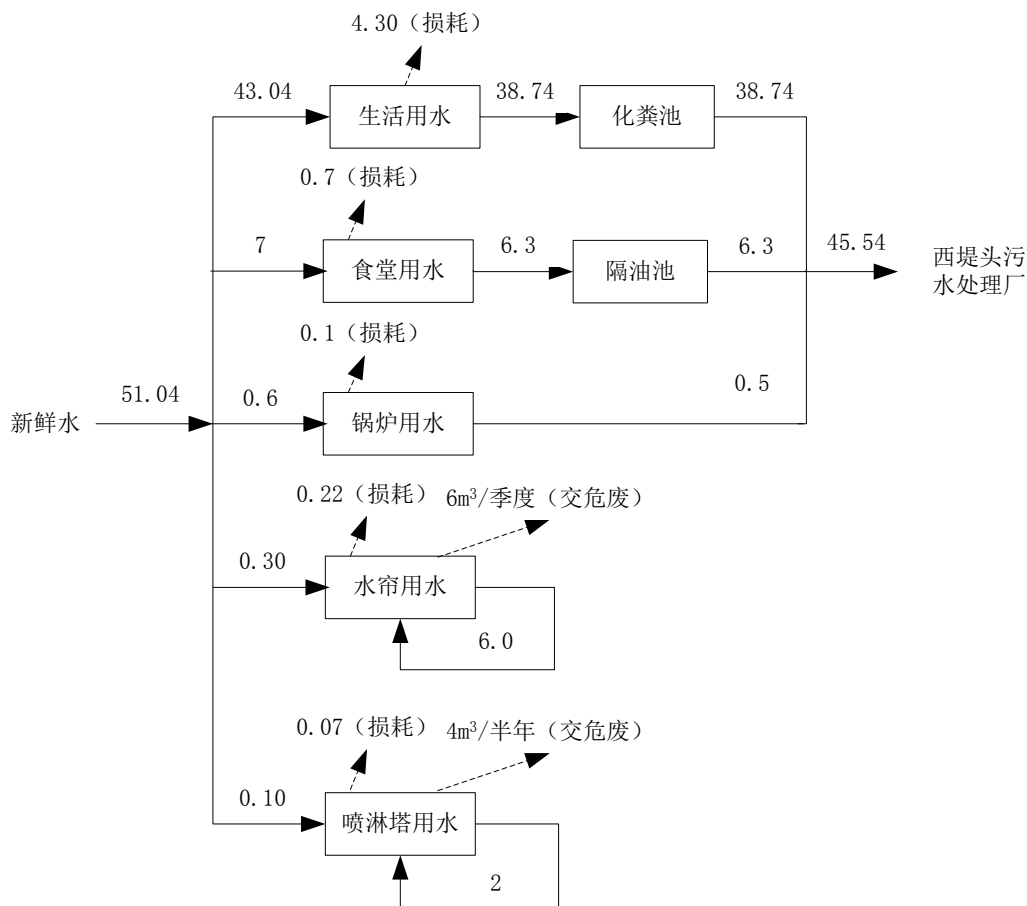 4.30（损耗）
43.04
生活用水
38.74
化粪池
38.74
0.7（损耗）
7
食堂用水
6.3
隔油池
6.3
45.54
西堤头污
水处理厂
0.1（损耗）
新鲜水
51.04
0.6
锅炉用水
0.5
0.22（损耗）
6m³/季度（交危废）
0.30
水帘用水
6.0
0.07（损耗）
4m³/半年（交危废）
0.10
喷淋塔用水
2